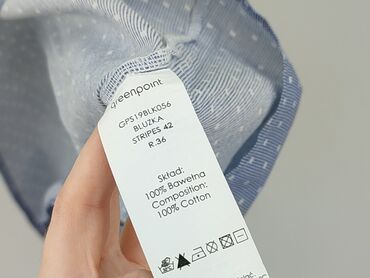 greenpoint
GPS19BLK056
BLUZKA
STRIPES 42
R.36
Skład:
100% Bawełna
Composition:
100% Cotton